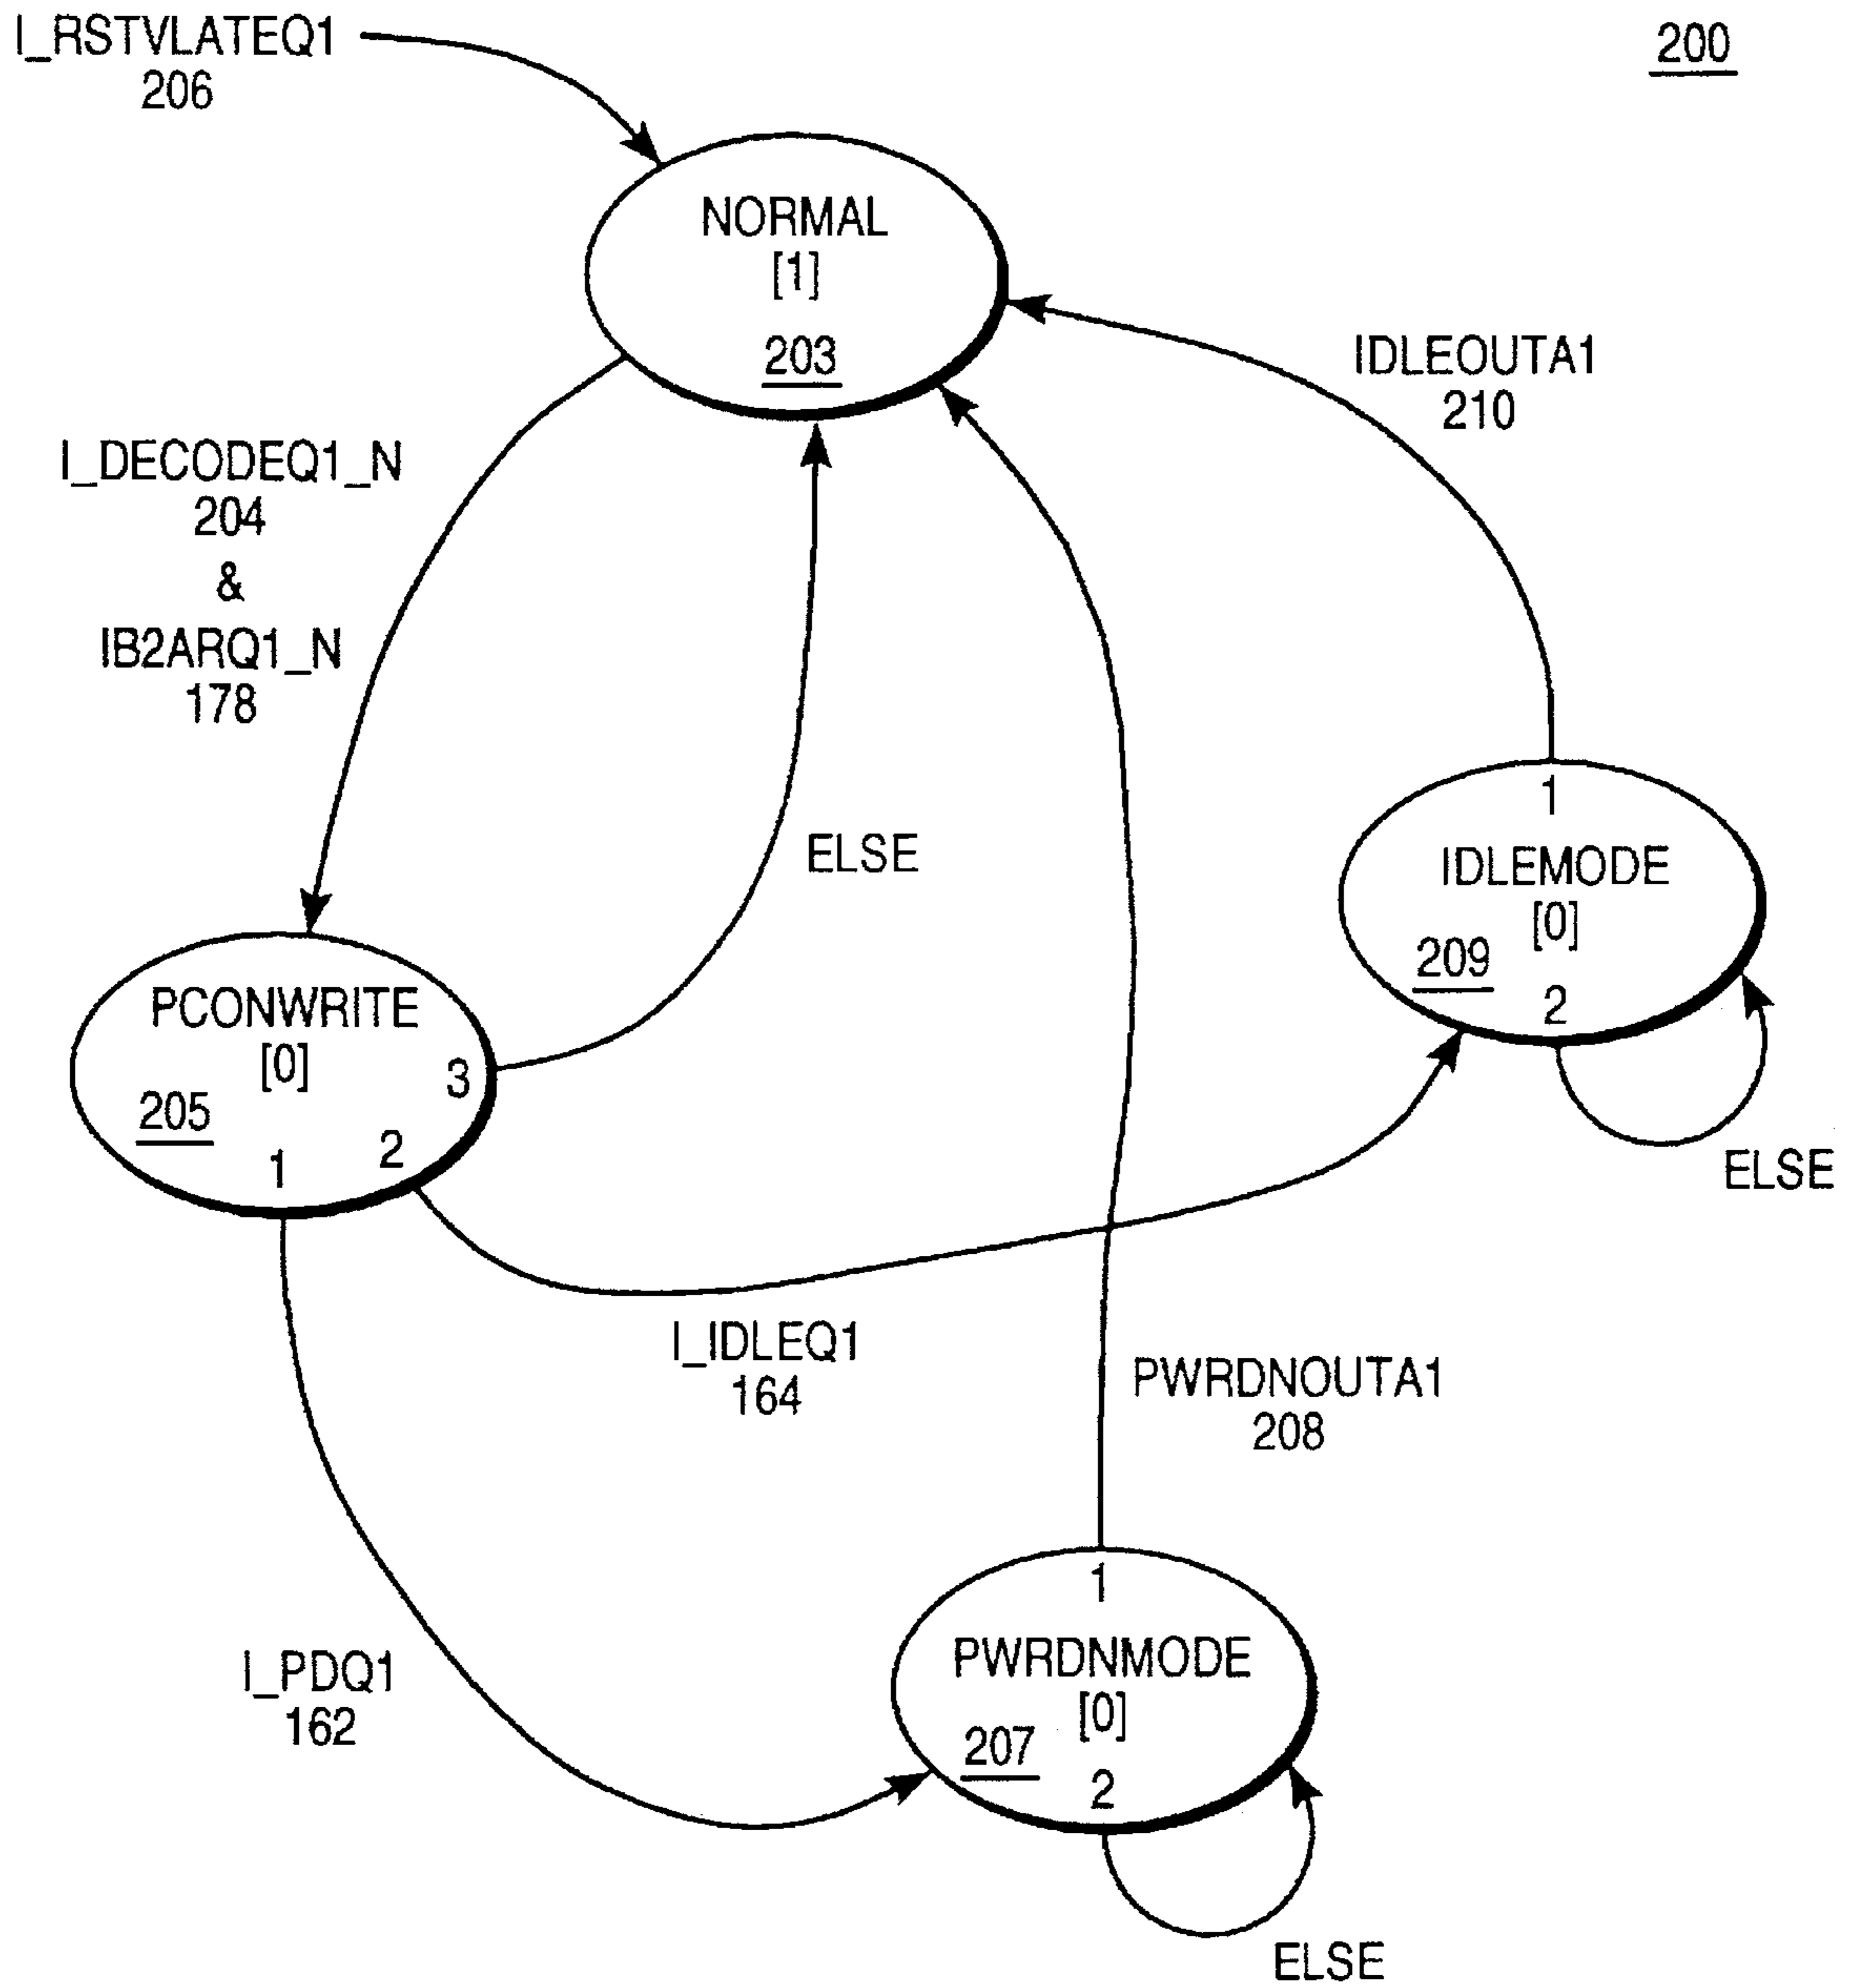 I_RSTVLATEQ1
206
200
NORMAL
[1]
203
IDLEOUTA1
210
I_DECODEQ1_N
204
&
IB2ARQ1_N
178
ELSE
1
IDLEMODE
[0]
209
2
ELSE
PCONWRITE
[0]
3
205
2
1
I_IDLEQ1
164
PWRDNOUTA1
208
I_PDQ1
162
1
PWRDNMODE
[0]
207
2
ELSE